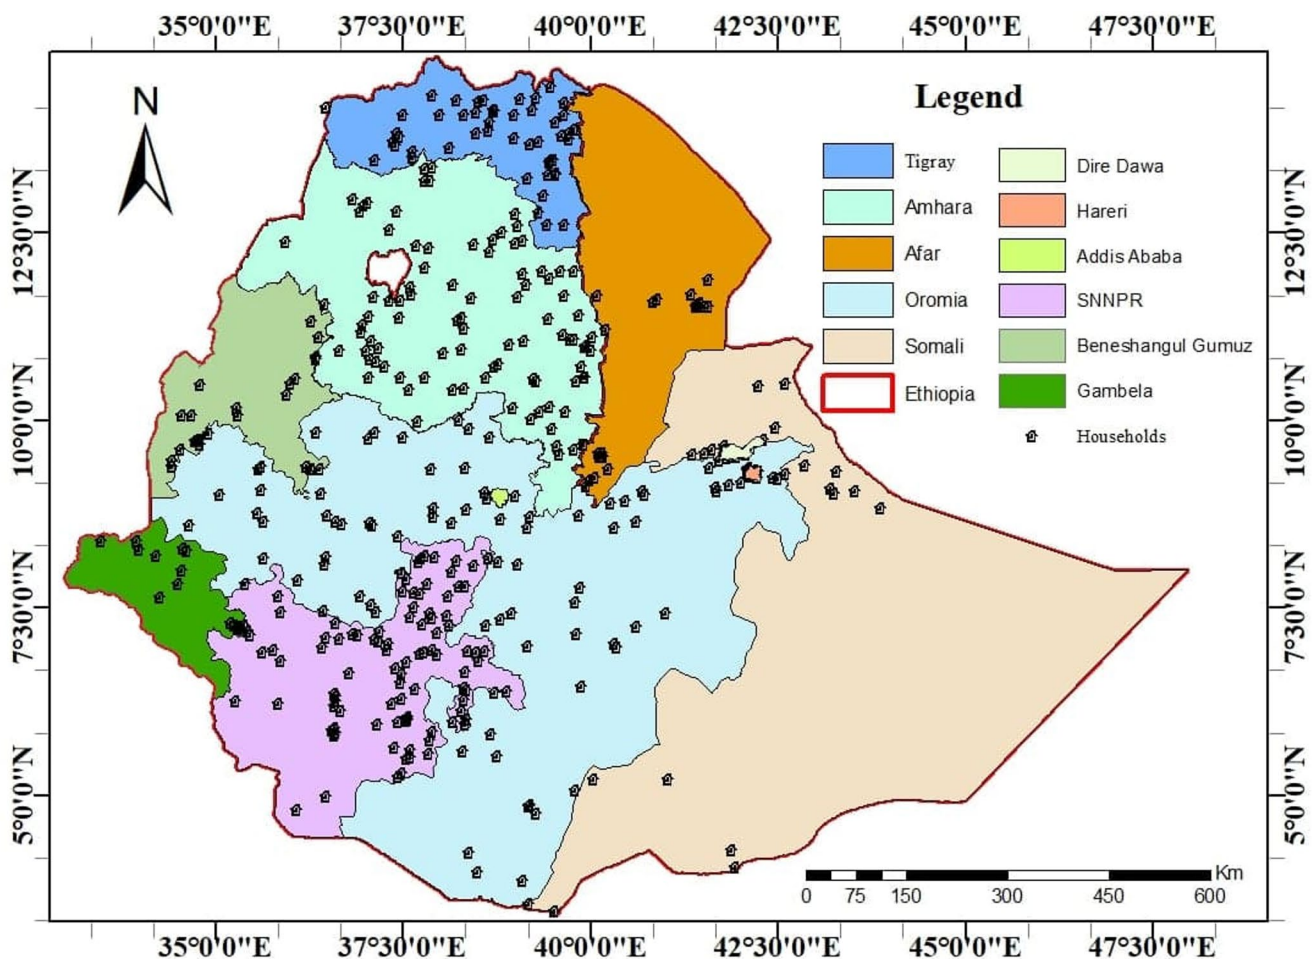 35°0'0"E 37°30'0"E 40°0'0"E 42°30'0"E 45°0'0"E 47°30'0"E
N
Legend
Tigray
Amhara
Afar
Oromia
Somali
Ethiopia
Dire Dawa
Hareri
Addis Ababa
SNNPR
Beneshangul Gumuz
Gambela
Households
12°30'0"N
10°0'0"N
7°30'0"N
5°0'0"N
12°30'0"N
10°0'0"N
7°30'0"N
5°0'0"N
Km
0 75 150 300 450 600
35°0'0"E 37°30'0"E 40°0'0"E 42°30'0"E 45°0'0"E 47°30'0"E